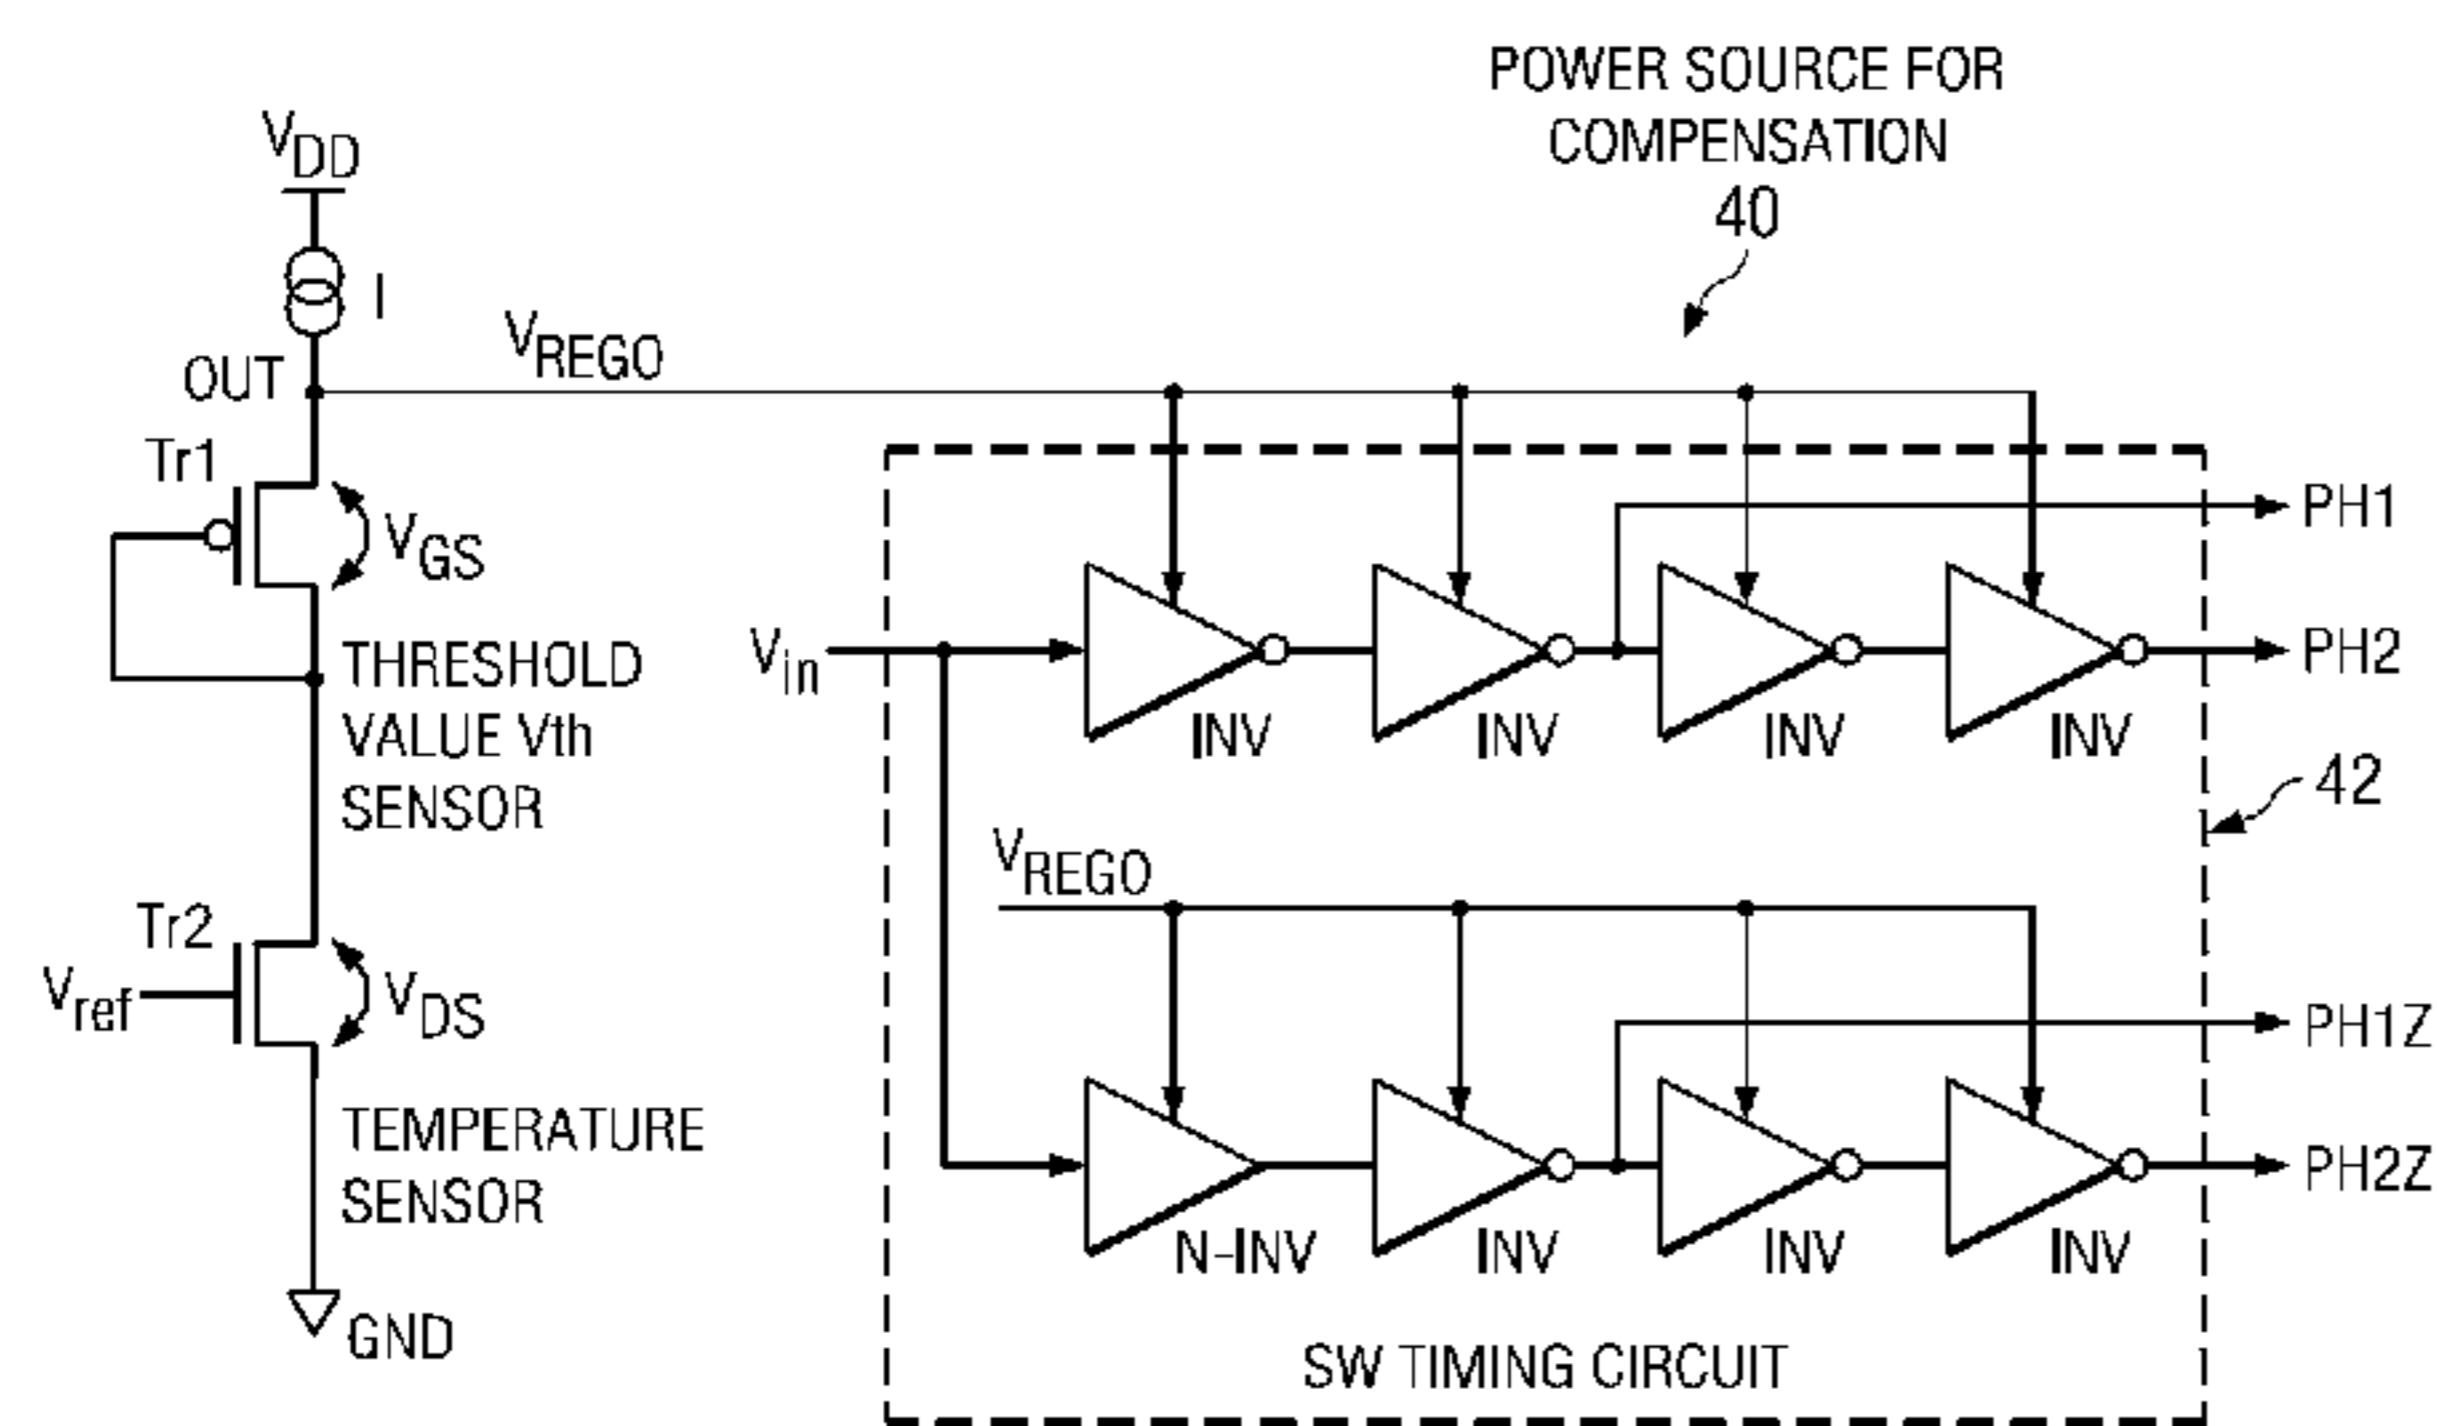 POWER SOURCE FOR
COMPENSATION
40
VDD
I
OUT
VREGO
Tr1
VGS
THRESHOLD
VALUE Vth
SENSOR
Tr2
Vref
VDS
TEMPERATURE
SENSOR
GND
Vin
INV
INV
INV
INV
PH1
PH2
42
VREGO
N-INV
INV
INV
INV
PH1Z
PH2Z
SW TIMING CIRCUIT